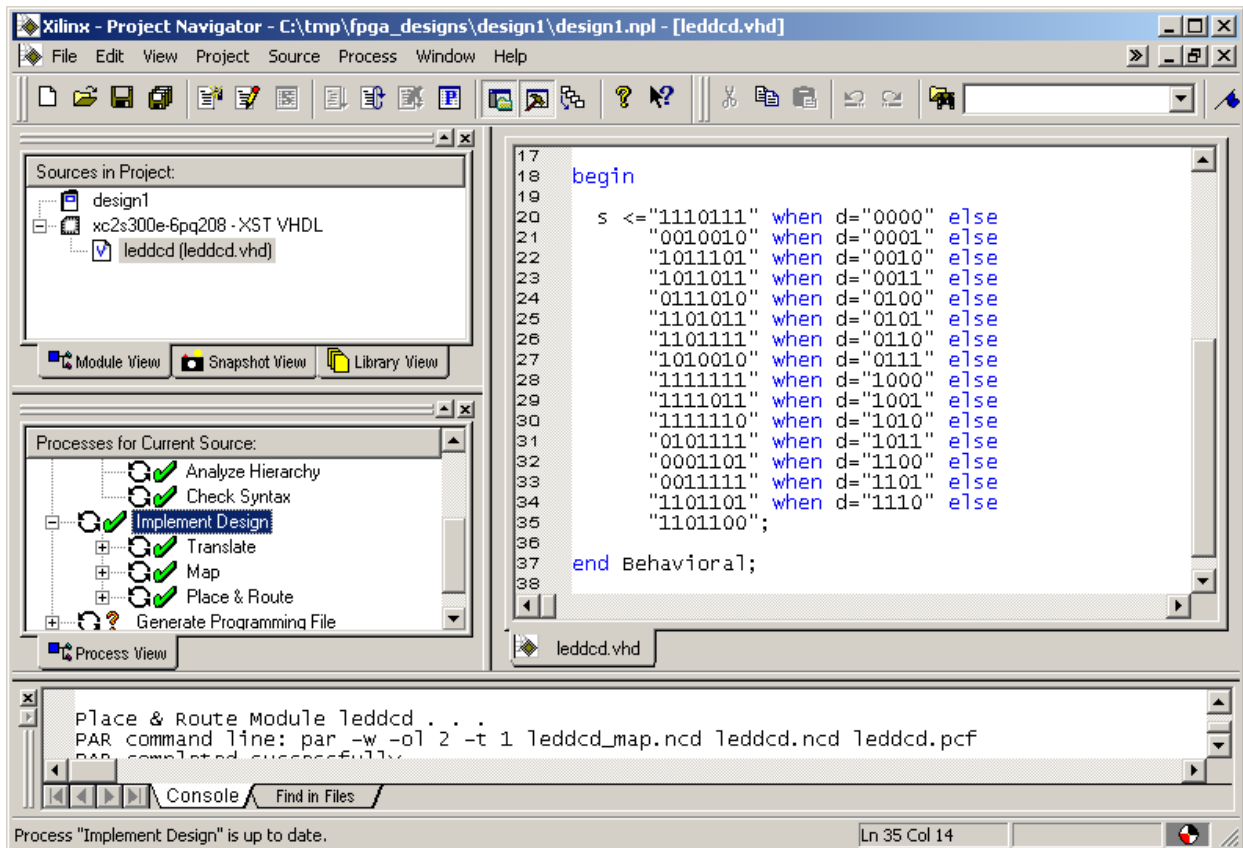 Xilinx - Project Navigator - C:\tmp\fpga_designs\design1\design1.npl - [leddcd.vhd]
File Edit View Project Source Process Window Help
Sources in Project:
design1
xc2s300e-6pq208 - XST VHDL
leddcd (leddcd.vhd)
Module View Snapshot View Library View
Processes for Current Source:
Analyze Hierarchy
Check Syntax
Implement Design
Translate
Map
Place & Route
Generate Programming File
Process View
17
18 begin
19
20 s <="1110111" when d="0000" else
21 "0010010" when d="0001" else
22 "1011101" when d="0010" else
23 "1011011" when d="0011" else
24 "0111010" when d="0100" else
25 "1101011" when d="0101" else
26 "1101111" when d="0110" else
27 "1010010" when d="0111" else
28 "1111111" when d="1000" else
29 "1111011" when d="1001" else
30 "1111110" when d="1010" else
31 "0101111" when d="1011" else
32 "0001101" when d="1100" else
33 "0011111" when d="1101" else
34 "1101101" when d="1110" else
35 "1101100";
36
37 end Behavioral;
38
leddcd.vhd
Place & Route Module leddcd . . .
PAR command line: par -w -ol 2 -t 1 leddcd_map.ncd leddcd.ncd leddcd.pcf
PAR completed successfully
Console Find in Files
Process "Implement Design" is up to date.
Ln 35 Col 14